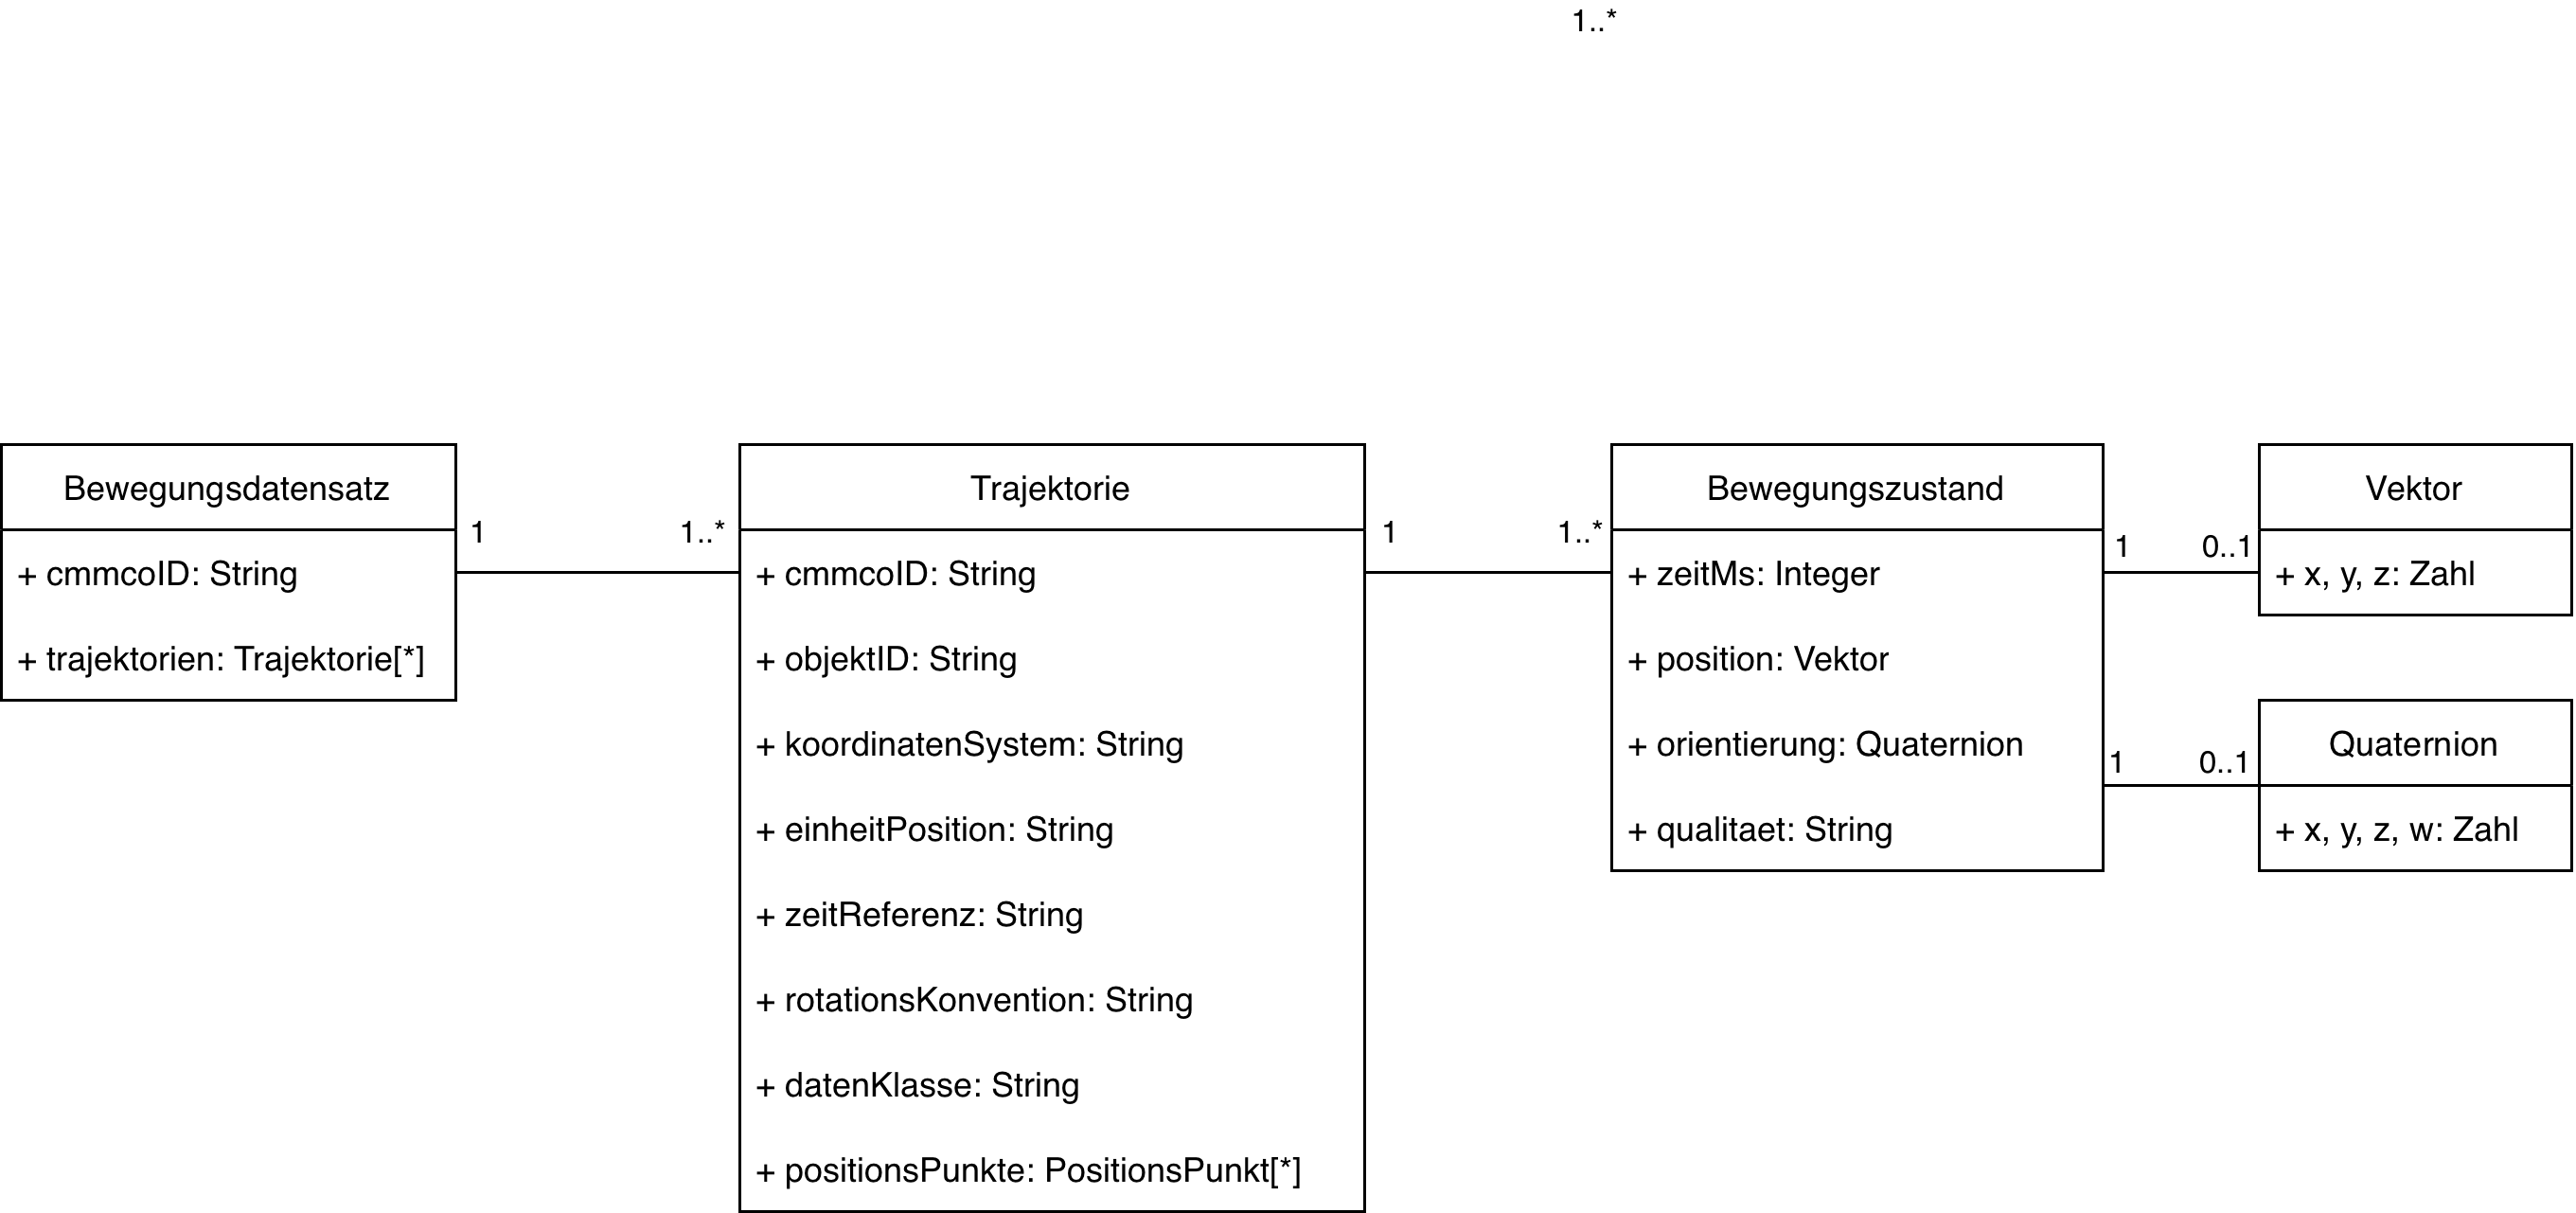 1..*
Bewegungsdatensatz
+ cmmcoID: String
+ trajektorien: Trajektorie[*]
1
1..*
Trajektorie
+ cmmcoID: String
+ objektID: String
+ koordinatenSystem: String
+ einheitPosition: String
+ zeitReferenz: String
+ rotationsKonvention: String
+ datenKlasse: String
+ positionsPunkte: PositionsPunkt[*]
1
1..*
Bewegungszustand
+ zeitMs: Integer
+ position: Vektor
+ orientierung: Quaternion
+ qualitaet: String
1
0..1
Vektor
+ x, y, z: Zahl
1
0..1
Quaternion
+ x, y, z, w: Zahl